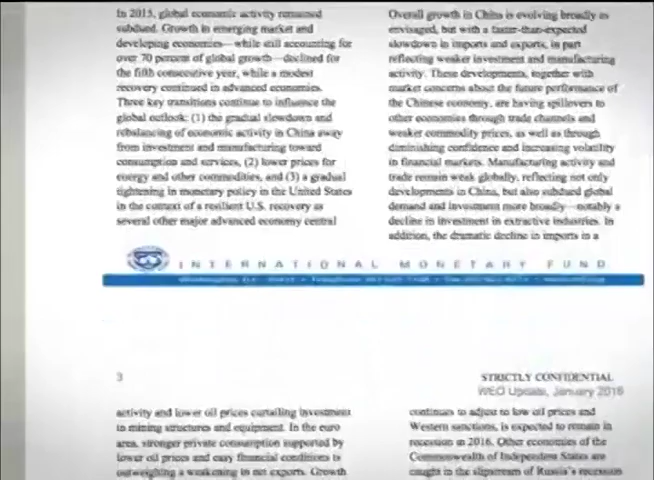 In 2015, global economic activity remained
subdued. Growth in emerging market and
developing economies—while still accounting for
over 70 percent of global growth—declined for
the fifth consecutive year, while a modest
recovery continued in advanced economies.
Three key transitions continue to influence the
global outlook: (1) the gradual slowdown and
rebalancing of economic activity in China away
from investment and manufacturing toward
consumption and services, (2) lower prices for
energy and other commodities, and (3) a gradual
tightening in monetary policy in the United States
in the context of a resilient U.S. recovery as
several other major advanced economy central
Overall growth in China is evolving broadly as
envisaged, but with a faster-than-expected
slowdown in imports and exports, in part
reflecting weaker investment and manufacturing
activity. These developments, together with
market concerns about the future performance of
the Chinese economy, are having spillovers to
other economies through trade channels and
weaker commodity prices, as well as through
diminishing confidence and increasing volatility
in financial markets. Manufacturing activity and
trade remain weak globally, reflecting not only
developments in China, but also subdued global
demand and investment more broadly—notably a
decline in investment in extractive industries. In
addition, the dramatic decline in imports in a
INTERNATIONAL MONETARY FUND
3
STRICTLY CONFIDENTIAL
WEO Update, January 2016
activity and lower oil prices curtailing investment
in mining structures and equipment. In the euro
area, stronger private consumption supported by
lower oil prices and easy financial conditions is
outweighing a weakening in net exports. Growth
continues to adjust to low oil prices and
Western sanctions, is expected to remain in
recession in 2016. Other economies of the
Commonwealth of Independent States are
caught in the slipstream of Russia's recession